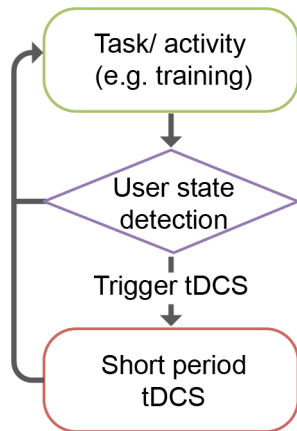 Task/ activity
(e.g. training)
User state
detection
Trigger tDCS
Short period
tDCS